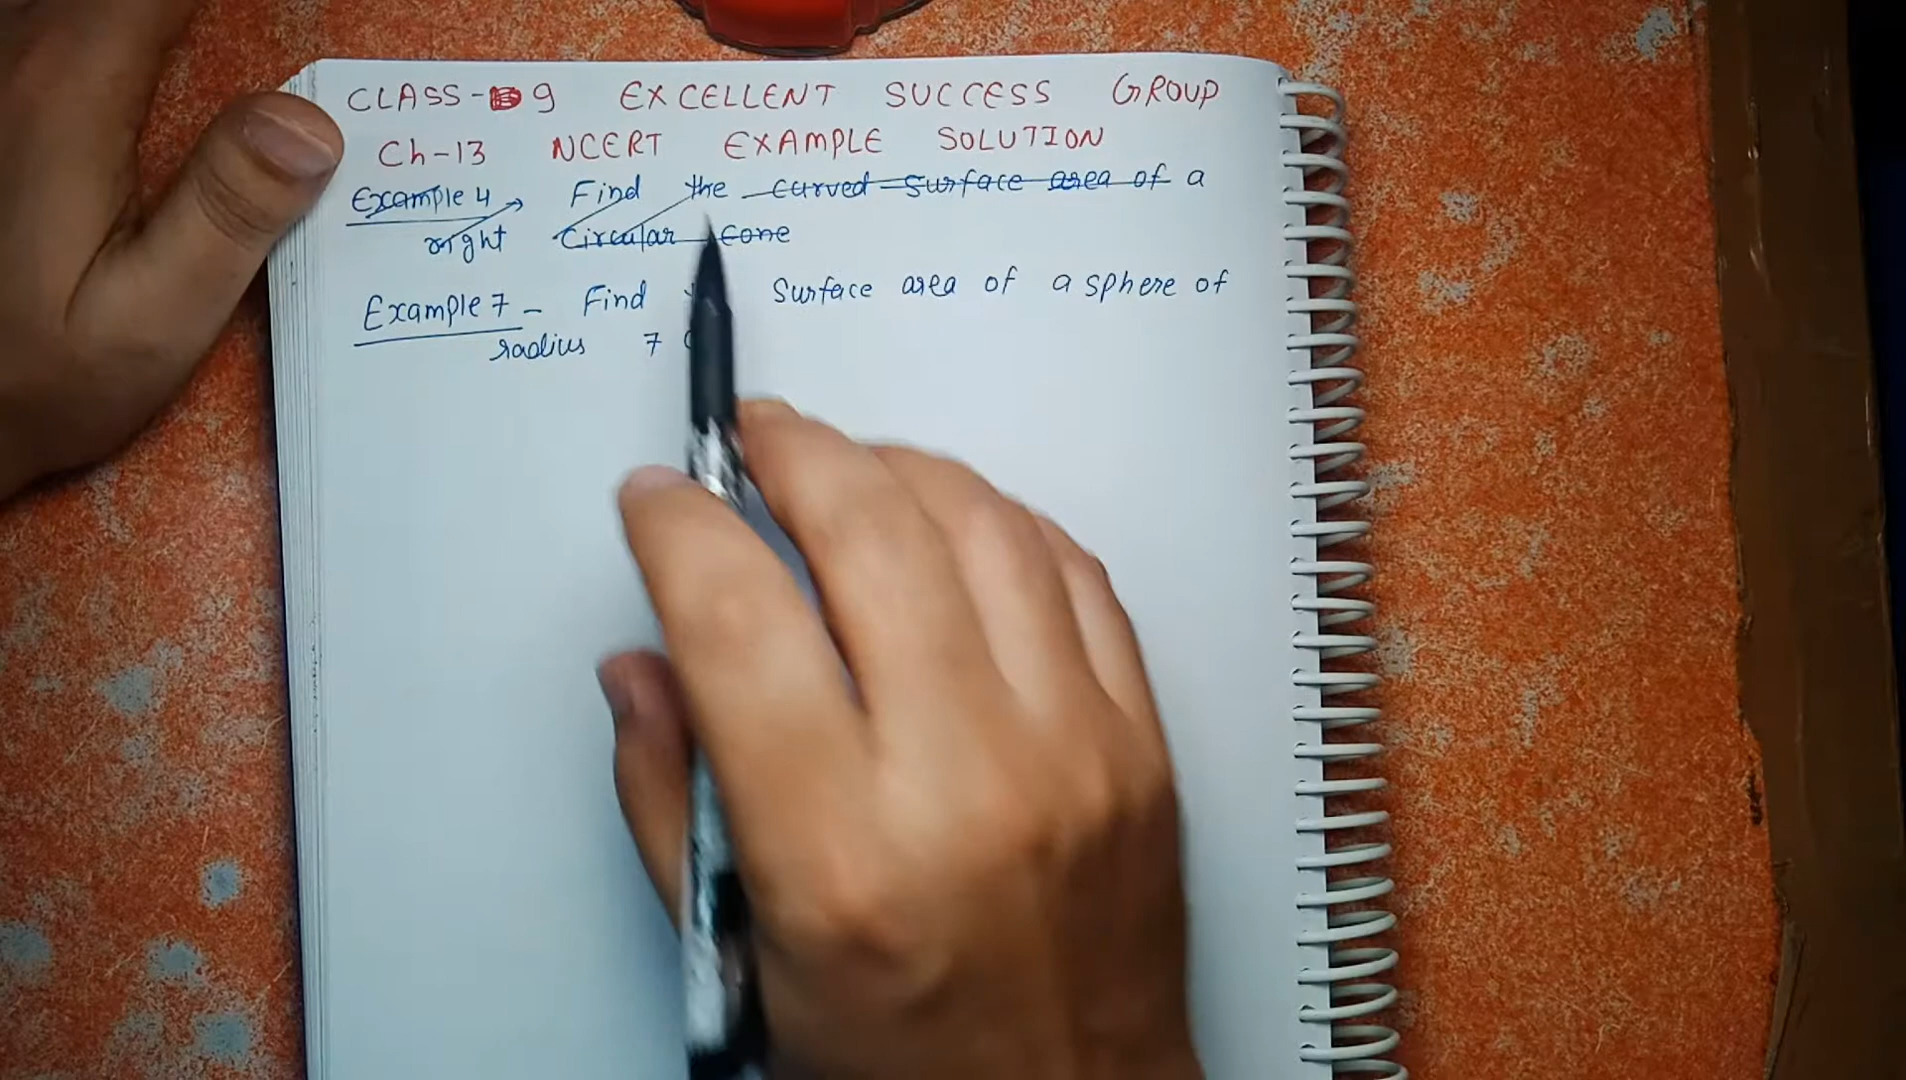 CLASS-9 EXCELLENT SUCCESS GROUP
Ch-13 NCERT EXAMPLE SOLUTION
Example 4 → Find the curved surface area of a
right Circular Cone
Example 7 - Find Surface area of a sphere of
radius 7